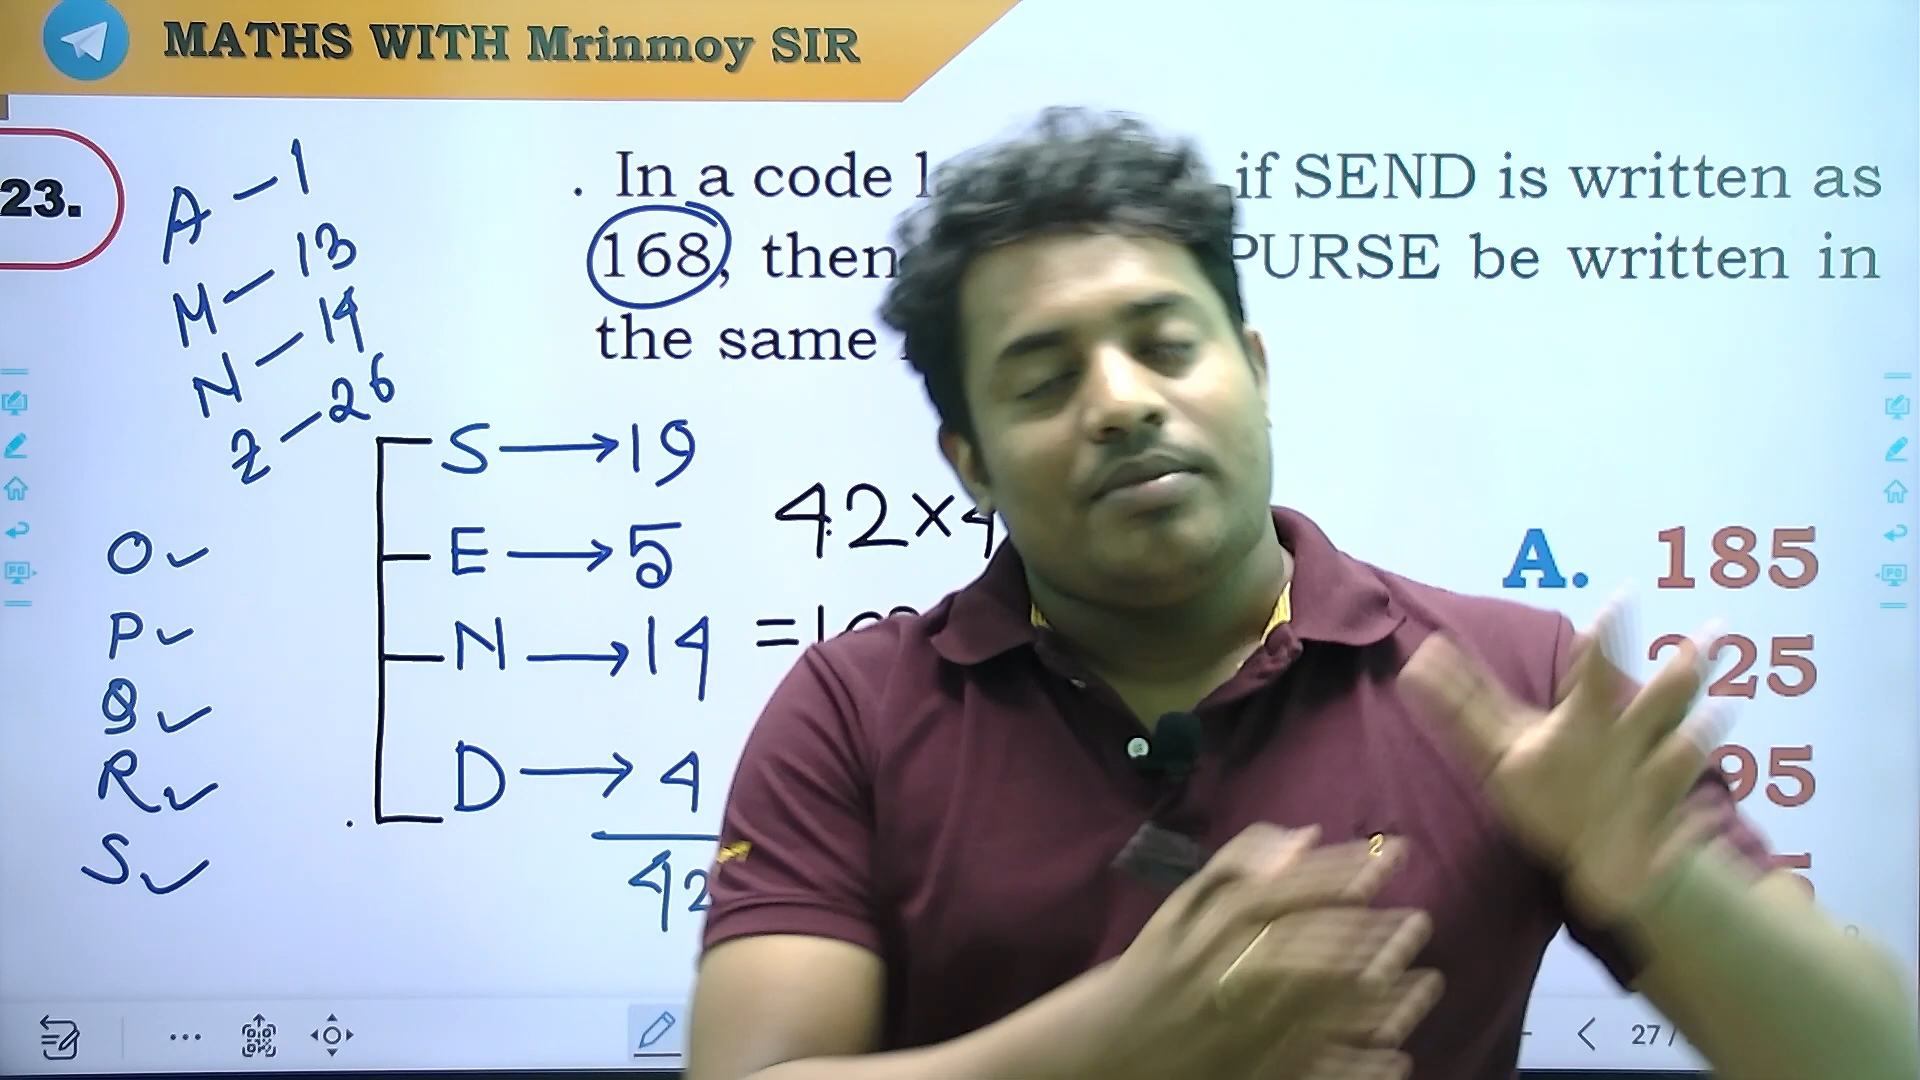 MATHS WITH Mrinmoy SIR
23.
. In a code if SEND is written as
168, then PURSE be written in
the same
A – 1
M – 13
N – 14
Z – 26
O ✓
P ✓
Q ✓
R ✓
S ✓
S → 19
E → 5
N → 14
D → 4
42
42×4
=
A. 185
225
95
27 /